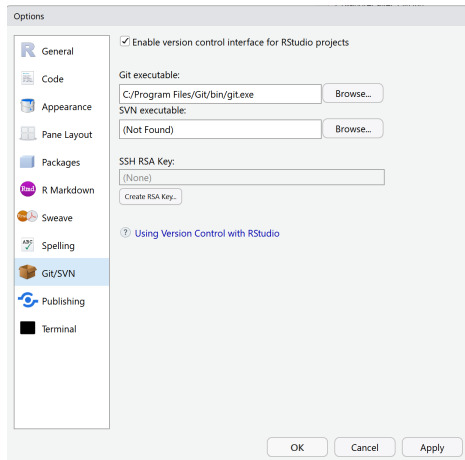 Options
General
Code
Appearance
Pane Layout
Packages
R Markdown
Sweave
Spelling
Git/SVN
Publishing
Terminal
Enable version control interface for RStudio projects
Git executable:
C:/Program Files/Git/bin/git.exe
Browse...
SVN executable:
(Not Found)
Browse...
SSH RSA Key:
(None)
Create RSA Key..
Using Version Control with RStudio
OK
Cancel
Apply